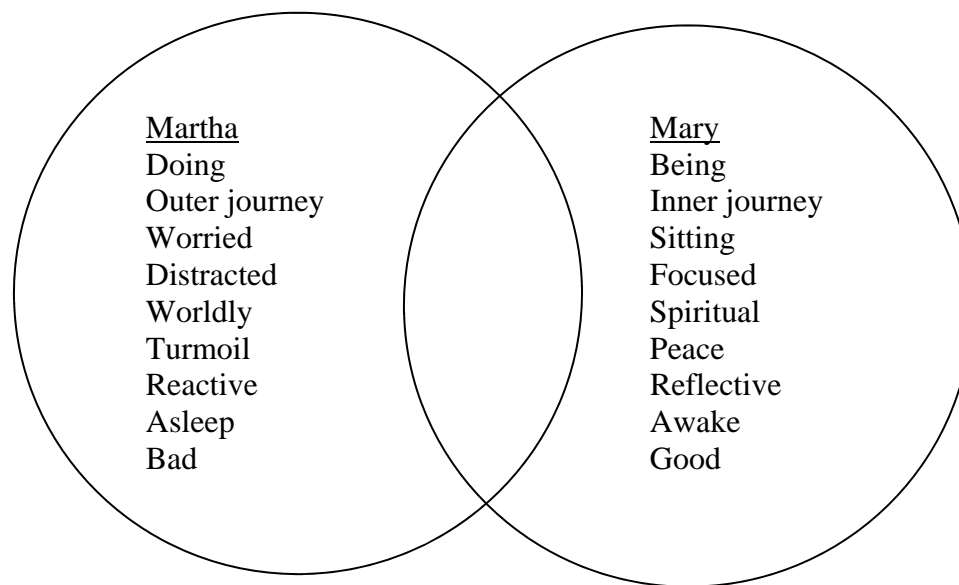 Martha
Doing
Outer journey
Worried
Distracted
Worldly
Turmoil
Reactive
Asleep
Bad
Mary
Being
Inner journey
Sitting
Focused
Spiritual
Peace
Reflective
Awake
Good